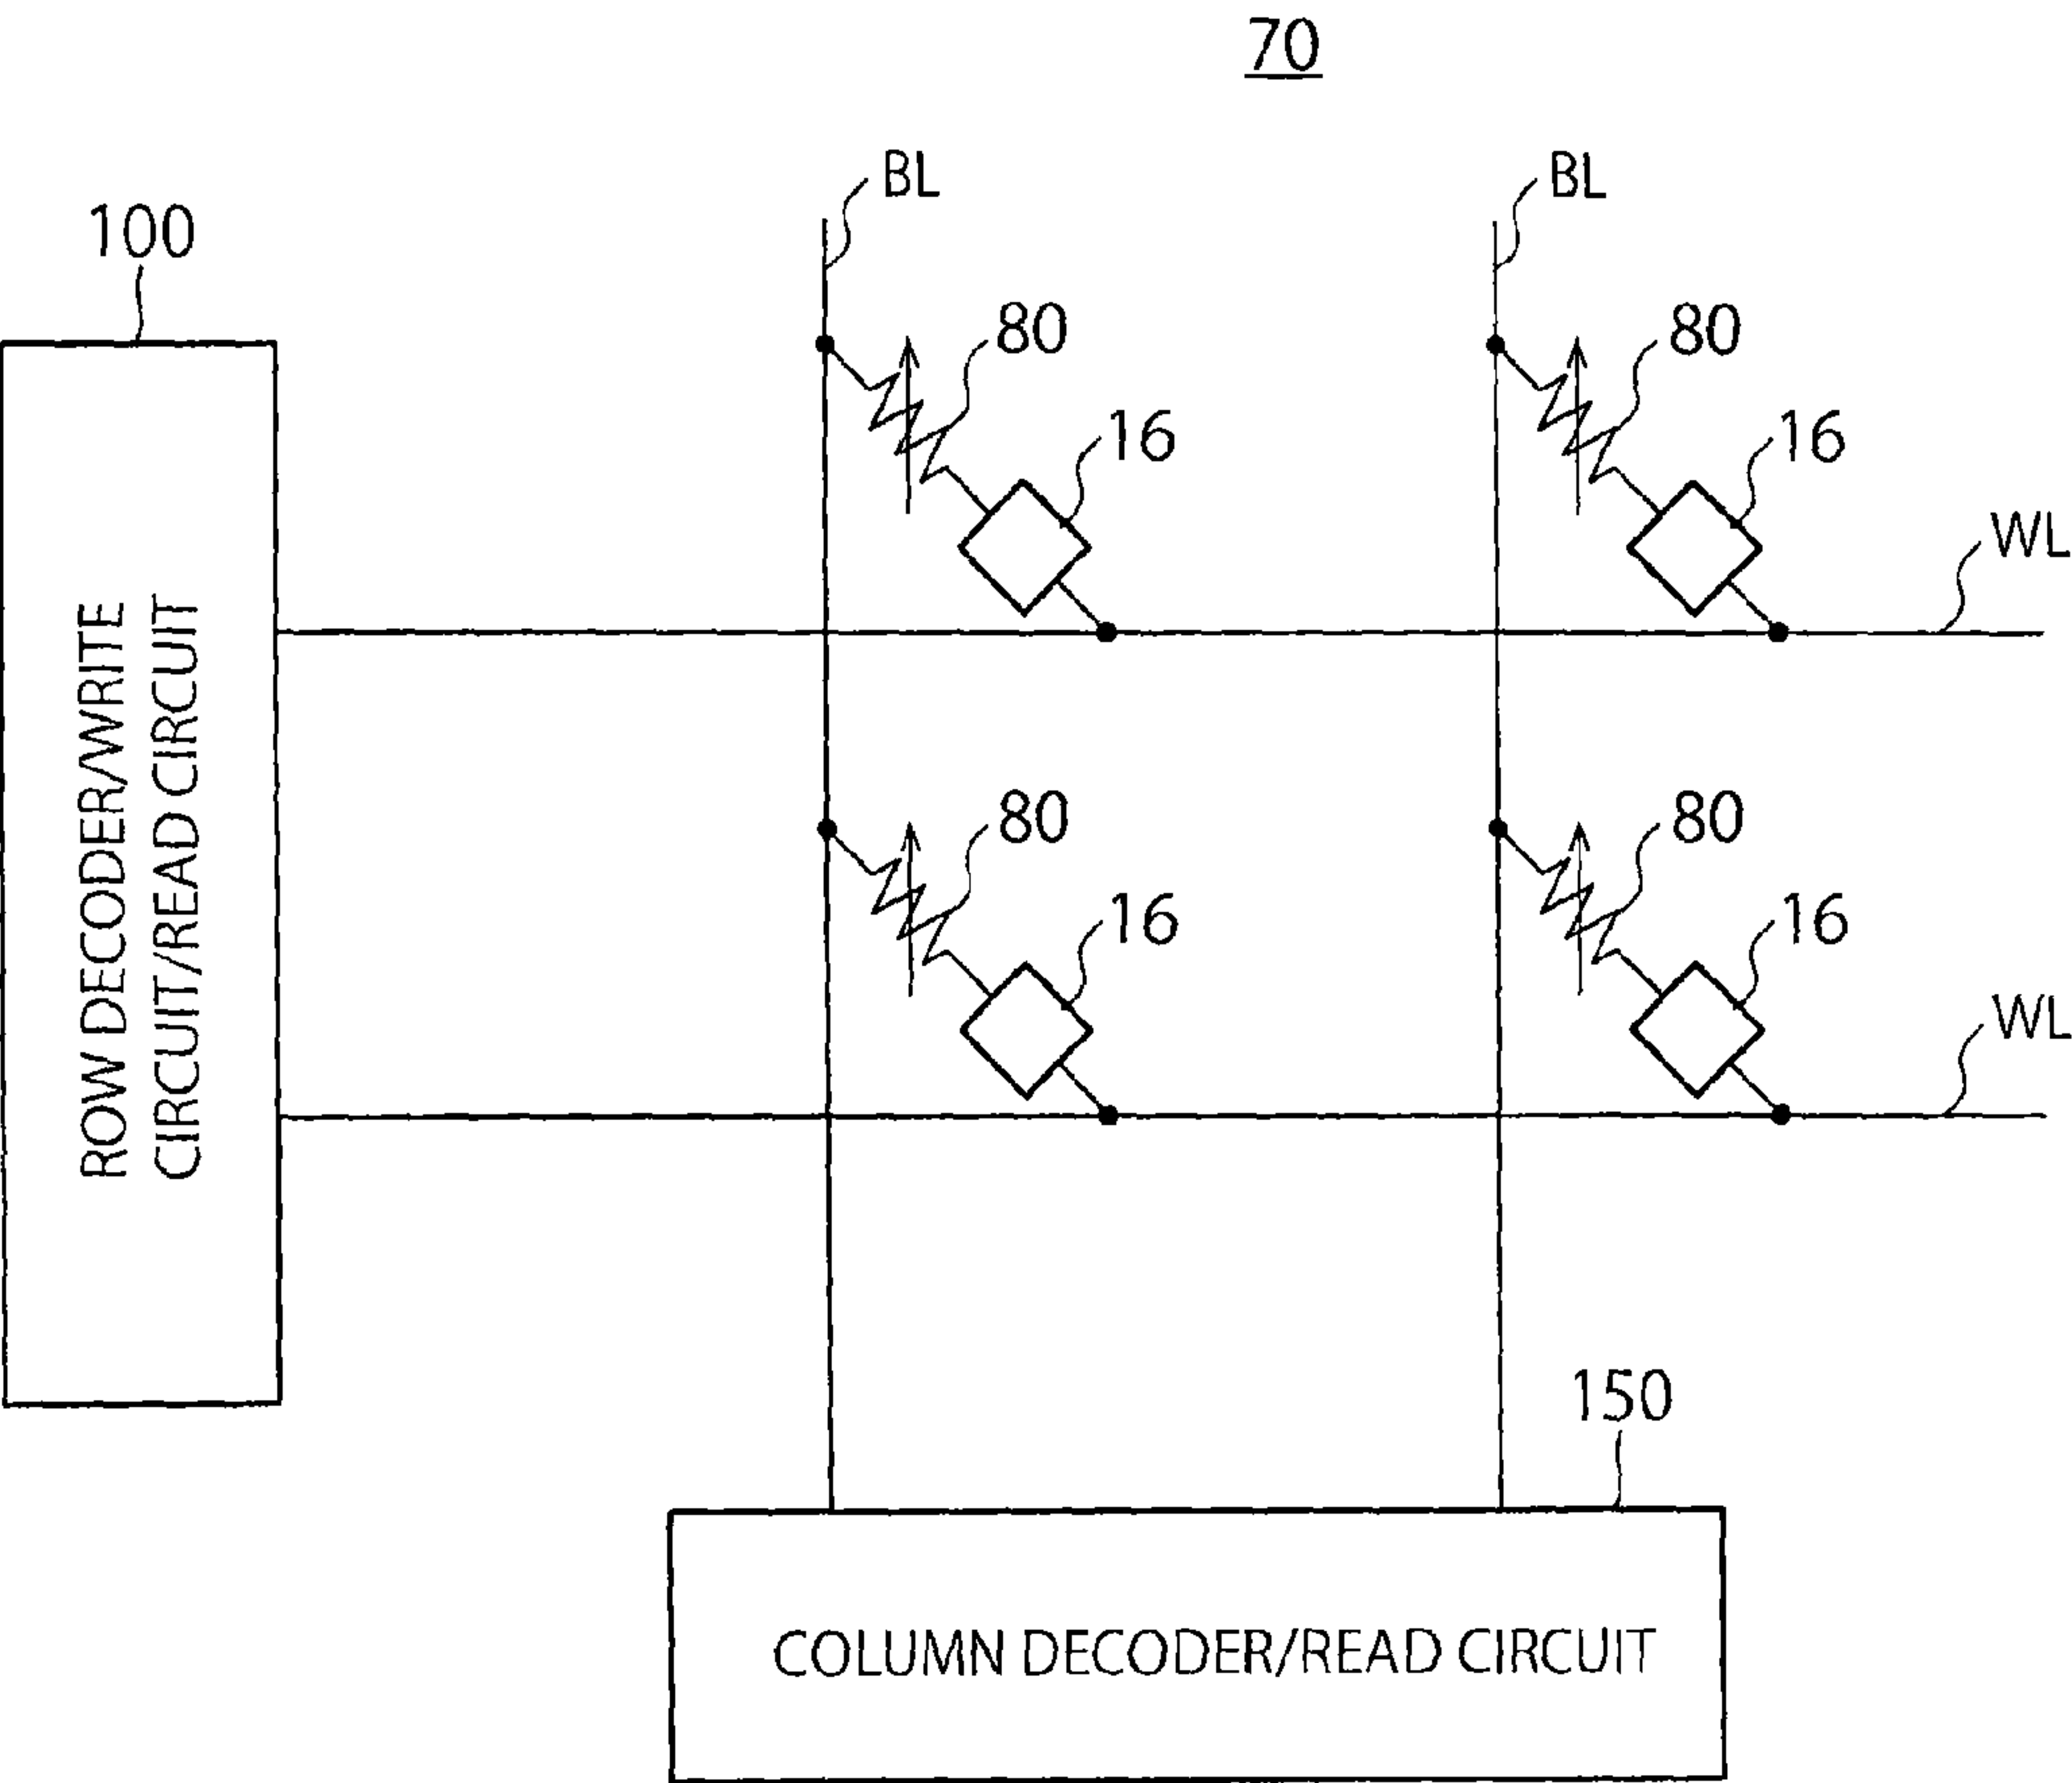 70
BL
BL
100
80
80
16
16
WL
ROW DECODER/WRITE
CIRCUIT/READ CIRCUIT
80
80
16
16
WL
150
COLUMN DECODER/READ CIRCUIT